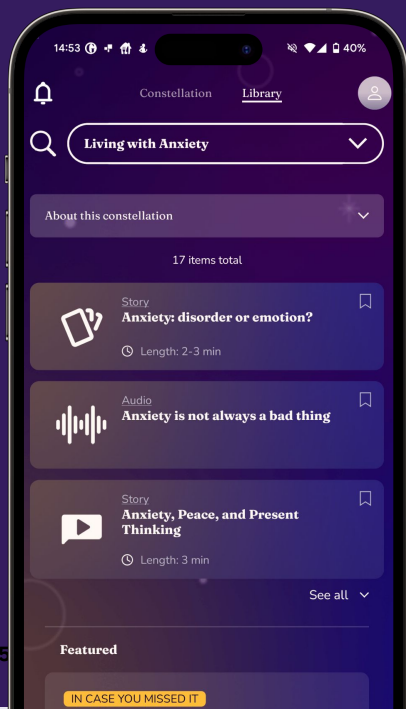 14:53 40%
Constellation Library
Living with Anxiety
About this constellation
17 items total
Story
Anxiety: disorder or emotion?
Length: 2-3 min
Audio
Anxiety is not always a bad thing
Story
Anxiety, Peace, and Present
Thinking
Length: 3 min
See all
5
Featured
IN CASE YOU MISSED IT